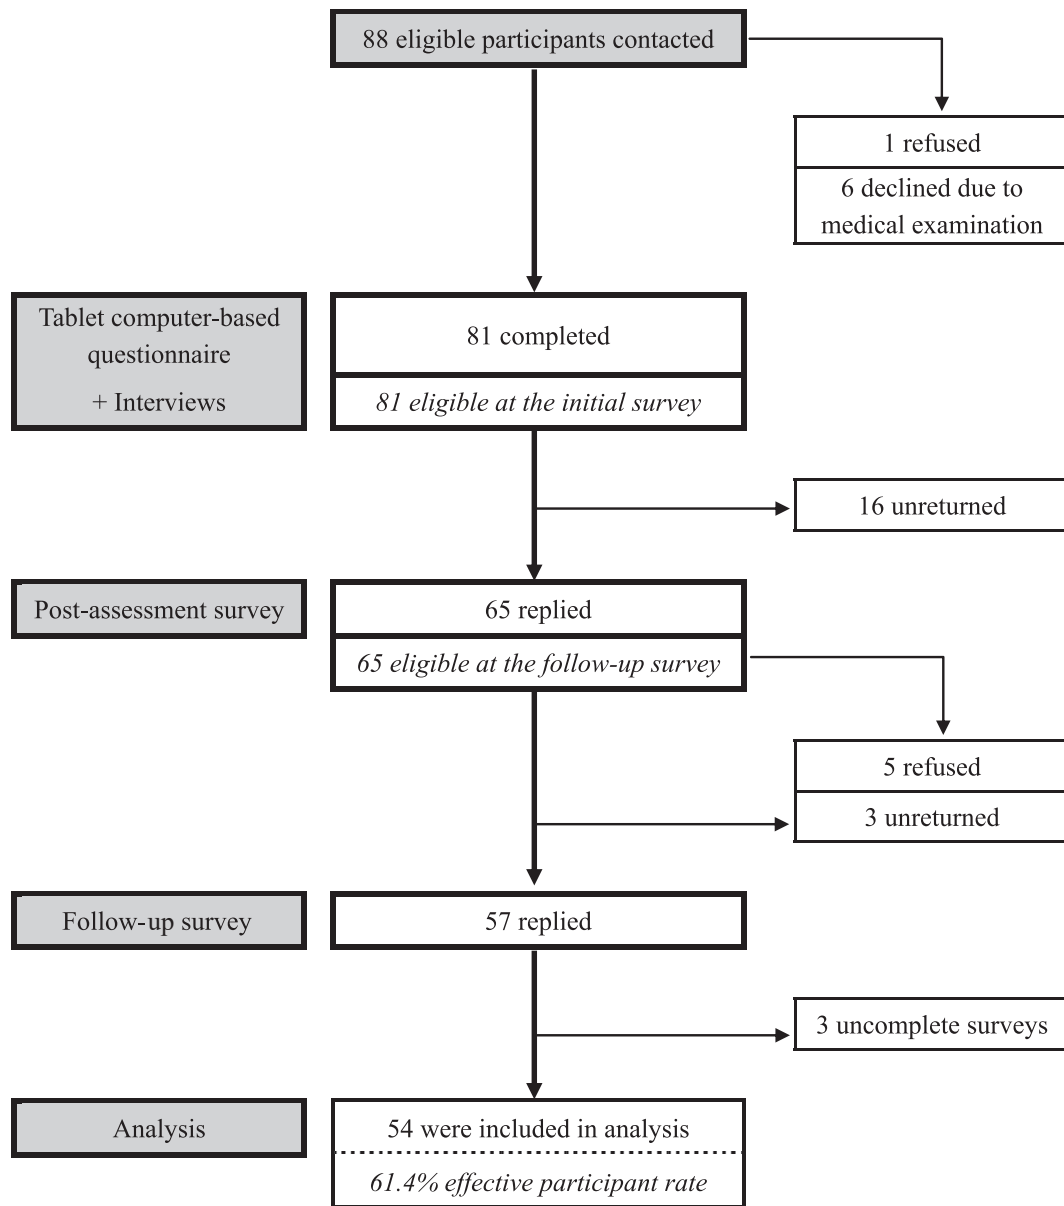 88 eligible participants contacted
1 refused
6 declined due to
medical examination
Tablet computer-based
questionnaire
+ Interviews
81 completed
81 eligible at the initial survey
16 unreturned
Post-assessment survey
65 replied
65 eligible at the follow-up survey
5 refused
3 unreturned
Follow-up survey
57 replied
3 uncomplete surveys
Analysis
54 were included in analysis
61.4% effective participant rate